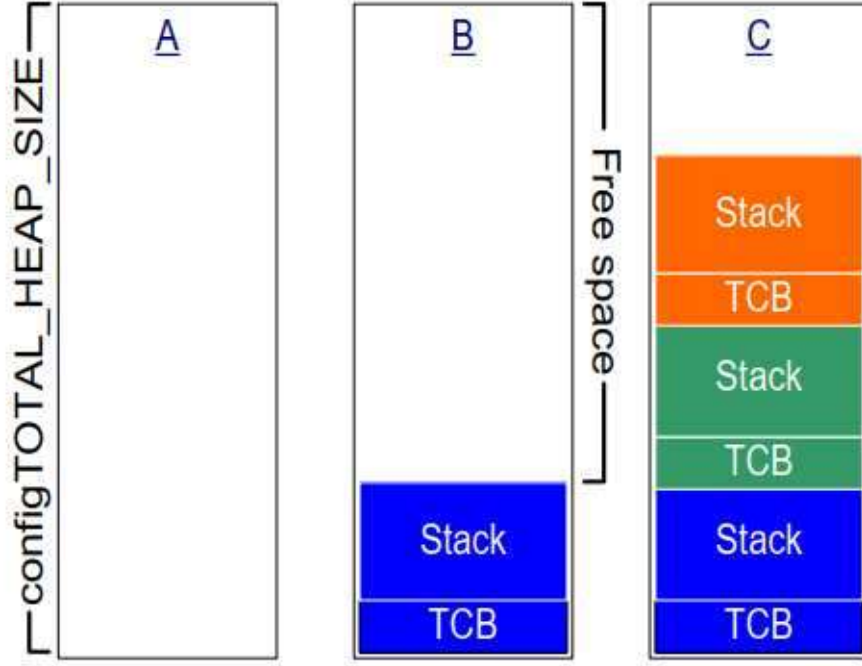 A
B
C
configTOTAL_HEAP_SIZE
Free space
Stack
TCB
Stack
TCB
Stack
TCB
Stack
TCB